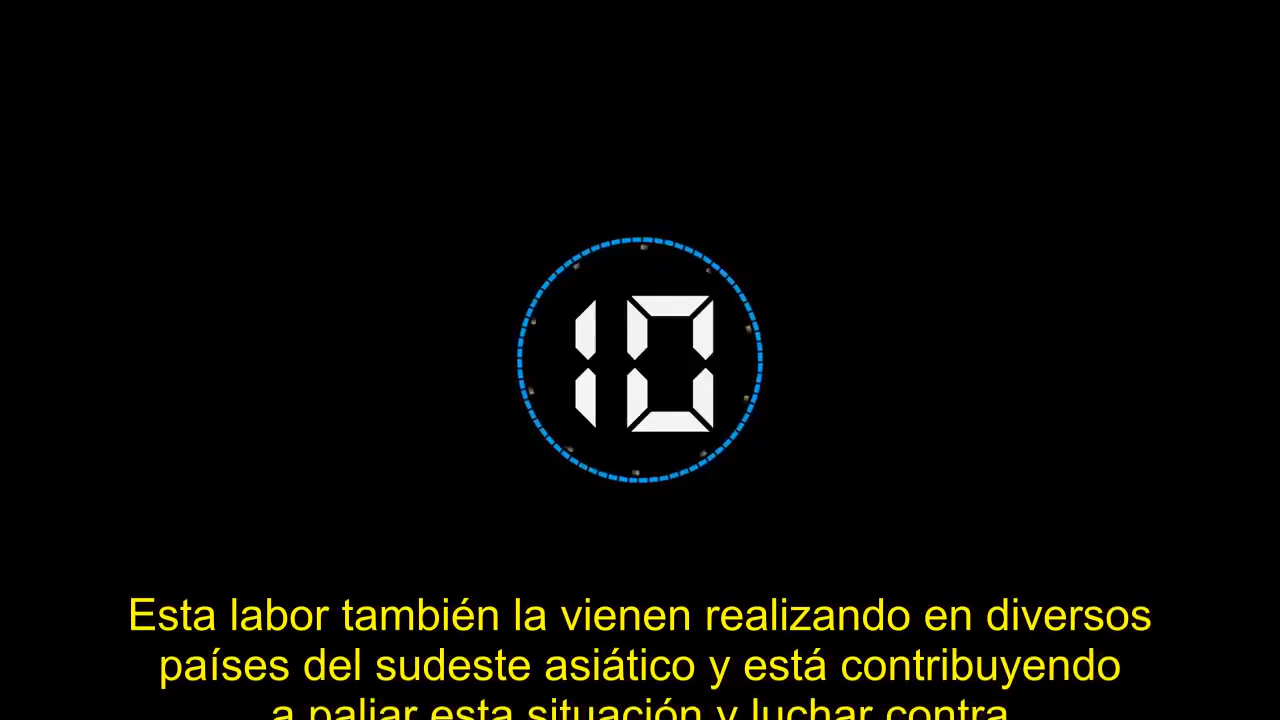 10
Esta labor también la vienen realizando en diversos
países del sudeste asiático y está contribuyendo
a paliar esta situación y luchar contra